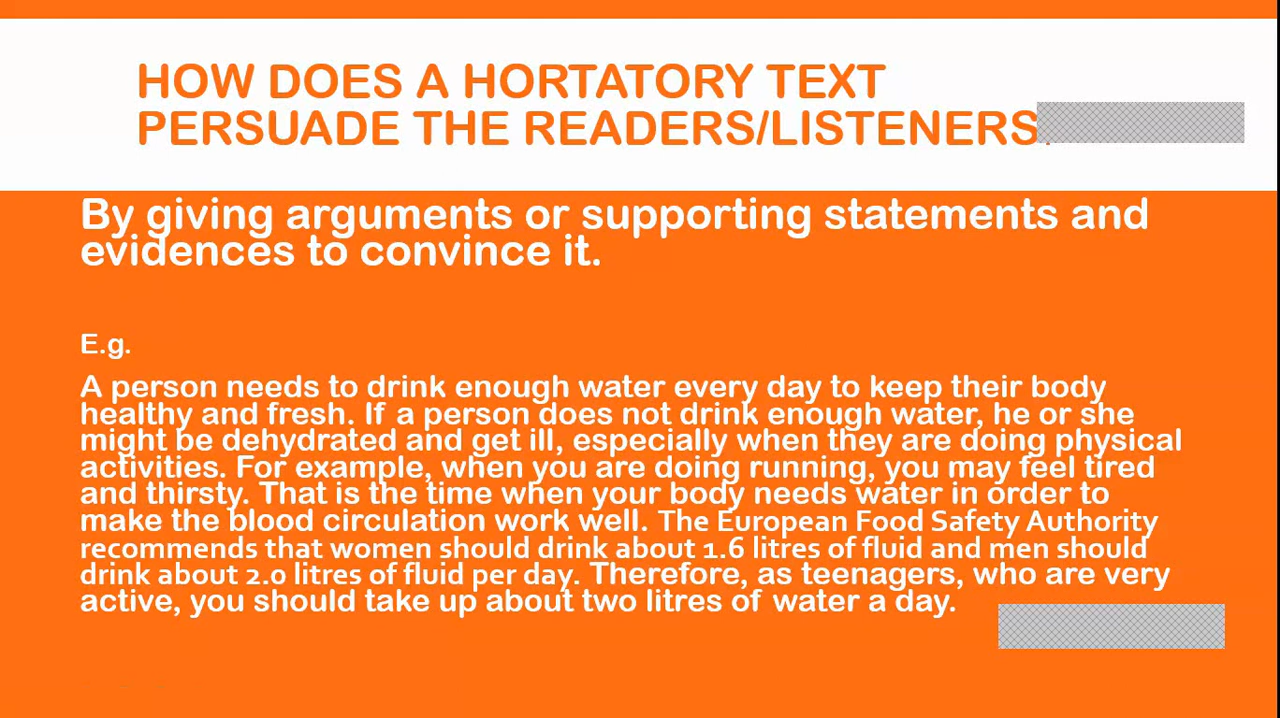 HOW DOES A HORTATORY TEXT
PERSUADE THE READERS/LISTENERS
By giving arguments or supporting statements and
evidences to convince it.
E.g.
A person needs to drink enough water every day to keep their body
healthy and fresh. If a person does not drink enough water, he or she
might be dehydrated and get ill, especially when they are doing physical
activities. For example, when you are doing running, you may feel tired
and thirsty. That is the time when your body needs water in order to
make the blood circulation work well. The European Food Safety Authority
recommends that women should drink about 1.6 litres of fluid and men should
drink about 2.0 litres of fluid per day. Therefore, as teenagers, who are very
active, you should take up about two litres of water a day.